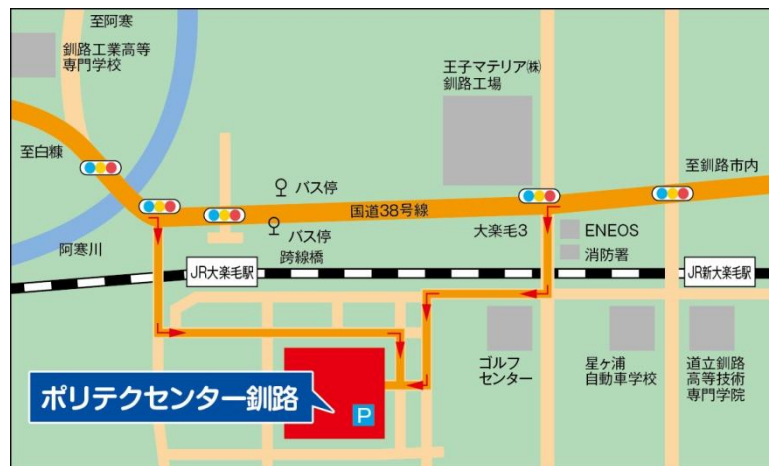 至阿寒
釧路工業高等
専門学校
王子マテリア㈱
釧路工場
至白糠
至釧路市内
バス停
国道38号線
バス停
大楽毛3
ENEOS
消防署
阿寒川
跨線橋
JR大楽毛駅
JR新大楽毛駅
ゴルフ
センター
星ヶ浦
自動車学校
道立釧路
高等技術
専門学院
ポリテクセンター釧路
P